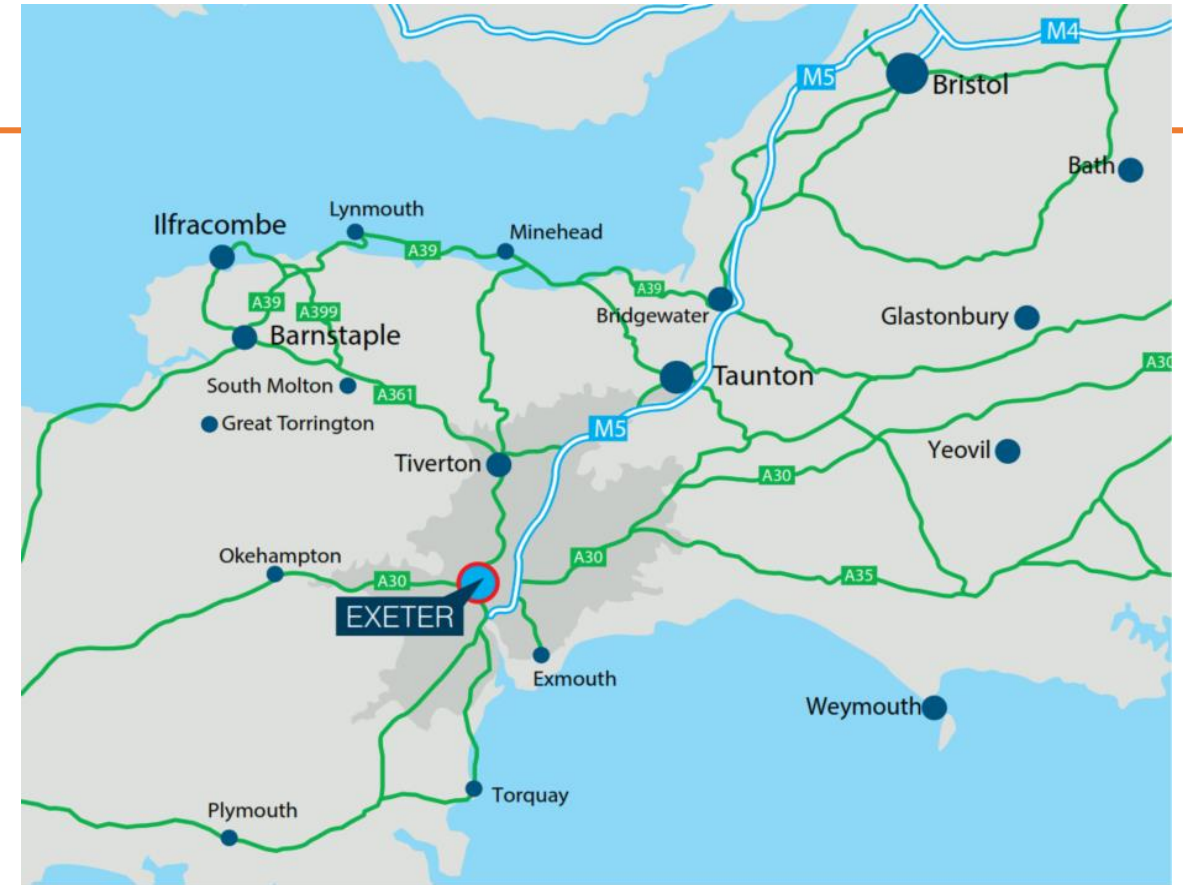 M4
M5
Bristol
Bath
Lynmouth
Ilfracombe
Minehead
A39
A39
A39
A399
Bridgewater
Glastonbury
Barnstaple
A30
Taunton
South Molton
A361
Great Torrington
M5
Yeovil
Tiverton
A30
Okehampton
A30
A30
A35
EXETER
Exmouth
Weymouth
Torquay
Plymouth